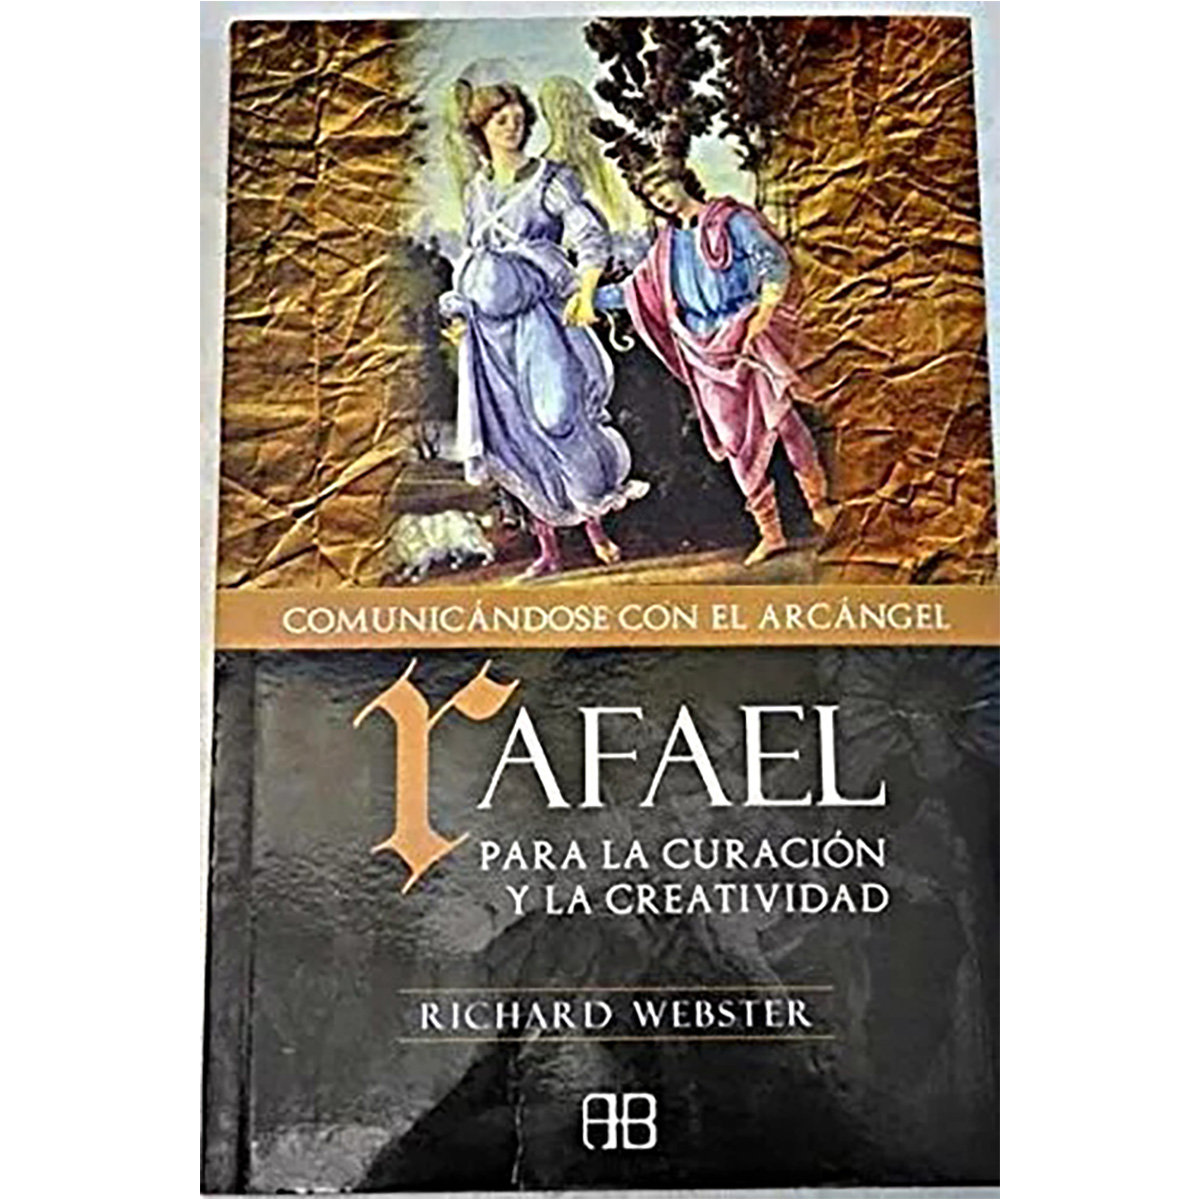 COMUNICÁNDOSE CON EL ARCÁNGEL
rAFAEL
PARA LA CURACIÓN
Y LA CREATIVIDAD
RICHARD WEBSTER
AB